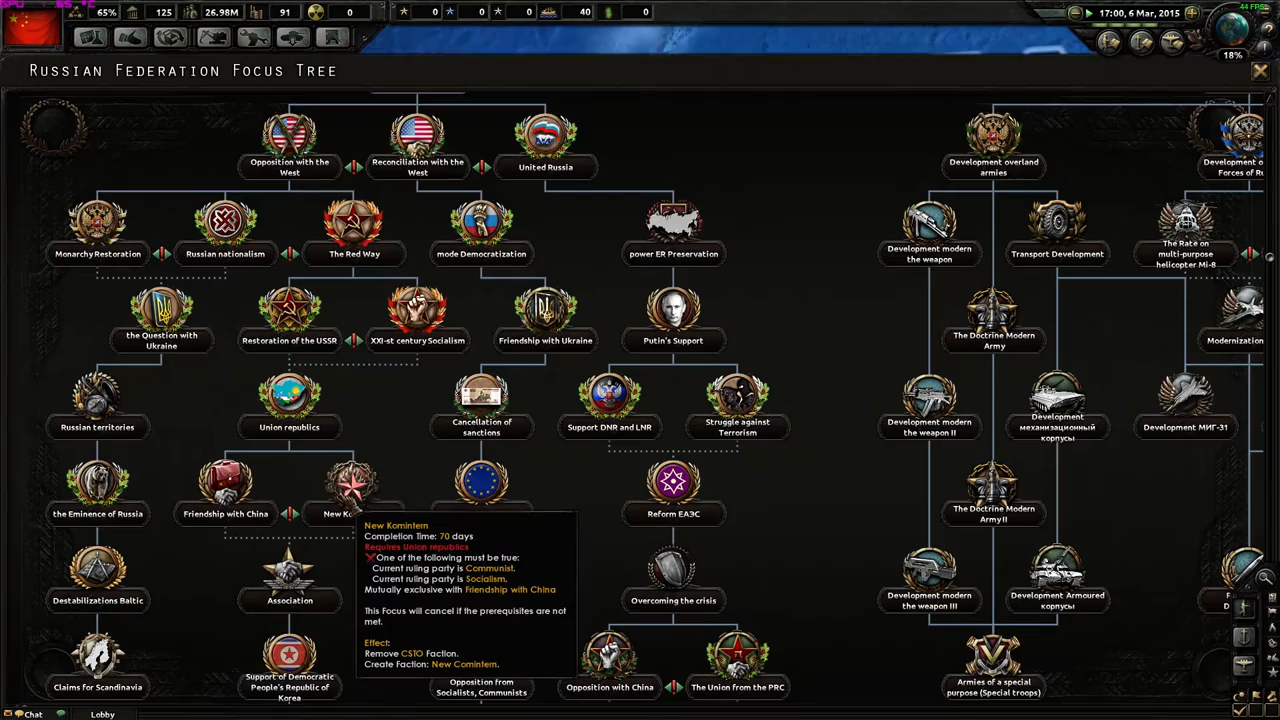 65%
125
26.98M
91
0
0
0
0
40
0
17:00, 6 Mar, 2015
44 FPS
18%
Russian Federation Focus Tree
Opposition with the
West
Reconciliation with the
West
United Russia
Development overland
armies
Development o
Forces of Ru
Monarchy Restoration
Russian nationalism
The Red Way
mode Democratization
power ER Preservation
Development modern
the weapon
Transport Development
The Rate on
multi-purpose
helicopter Mi-8
the Question with
Ukraine
Restoration of the USSR
XXI-st century Socialism
Friendship with Ukraine
Putin's Support
The Doctrine Modern
Army
Modernization
Russian territories
Union republics
Cancellation of
sanctions
Support DNR and LNR
Struggle against
Terrorism
Development modern
the weapon II
Development
механизационный
корпусы
Development МИГ-31
the Eminence of Russia
Friendship with China
New Ko
Reform ЕАЭС
The Doctrine Modern
Army II
New Komintern
Completion Time: 70 days
Requires Union republics
One of the following must be true:
Current ruling party is Communist.
Current ruling party is Socialism.
Mutually exclusive with Friendship with China
This Focus will cancel if the prerequisites are not
met.
Effect:
Remove CSTO Faction.
Create Faction: New Comintern.
Destabilizations Baltic
Association
Overcoming the crisis
Development modern
the weapon III
Development Armoured
корпусы
Claims for Scandinavia
Support of Democratic
People's Republic of
Korea
Opposition from
Socialists, Communists
Opposition with China
The Union from the PRC
Armies of a special
purpose (Special troops)
Chat
Lobby